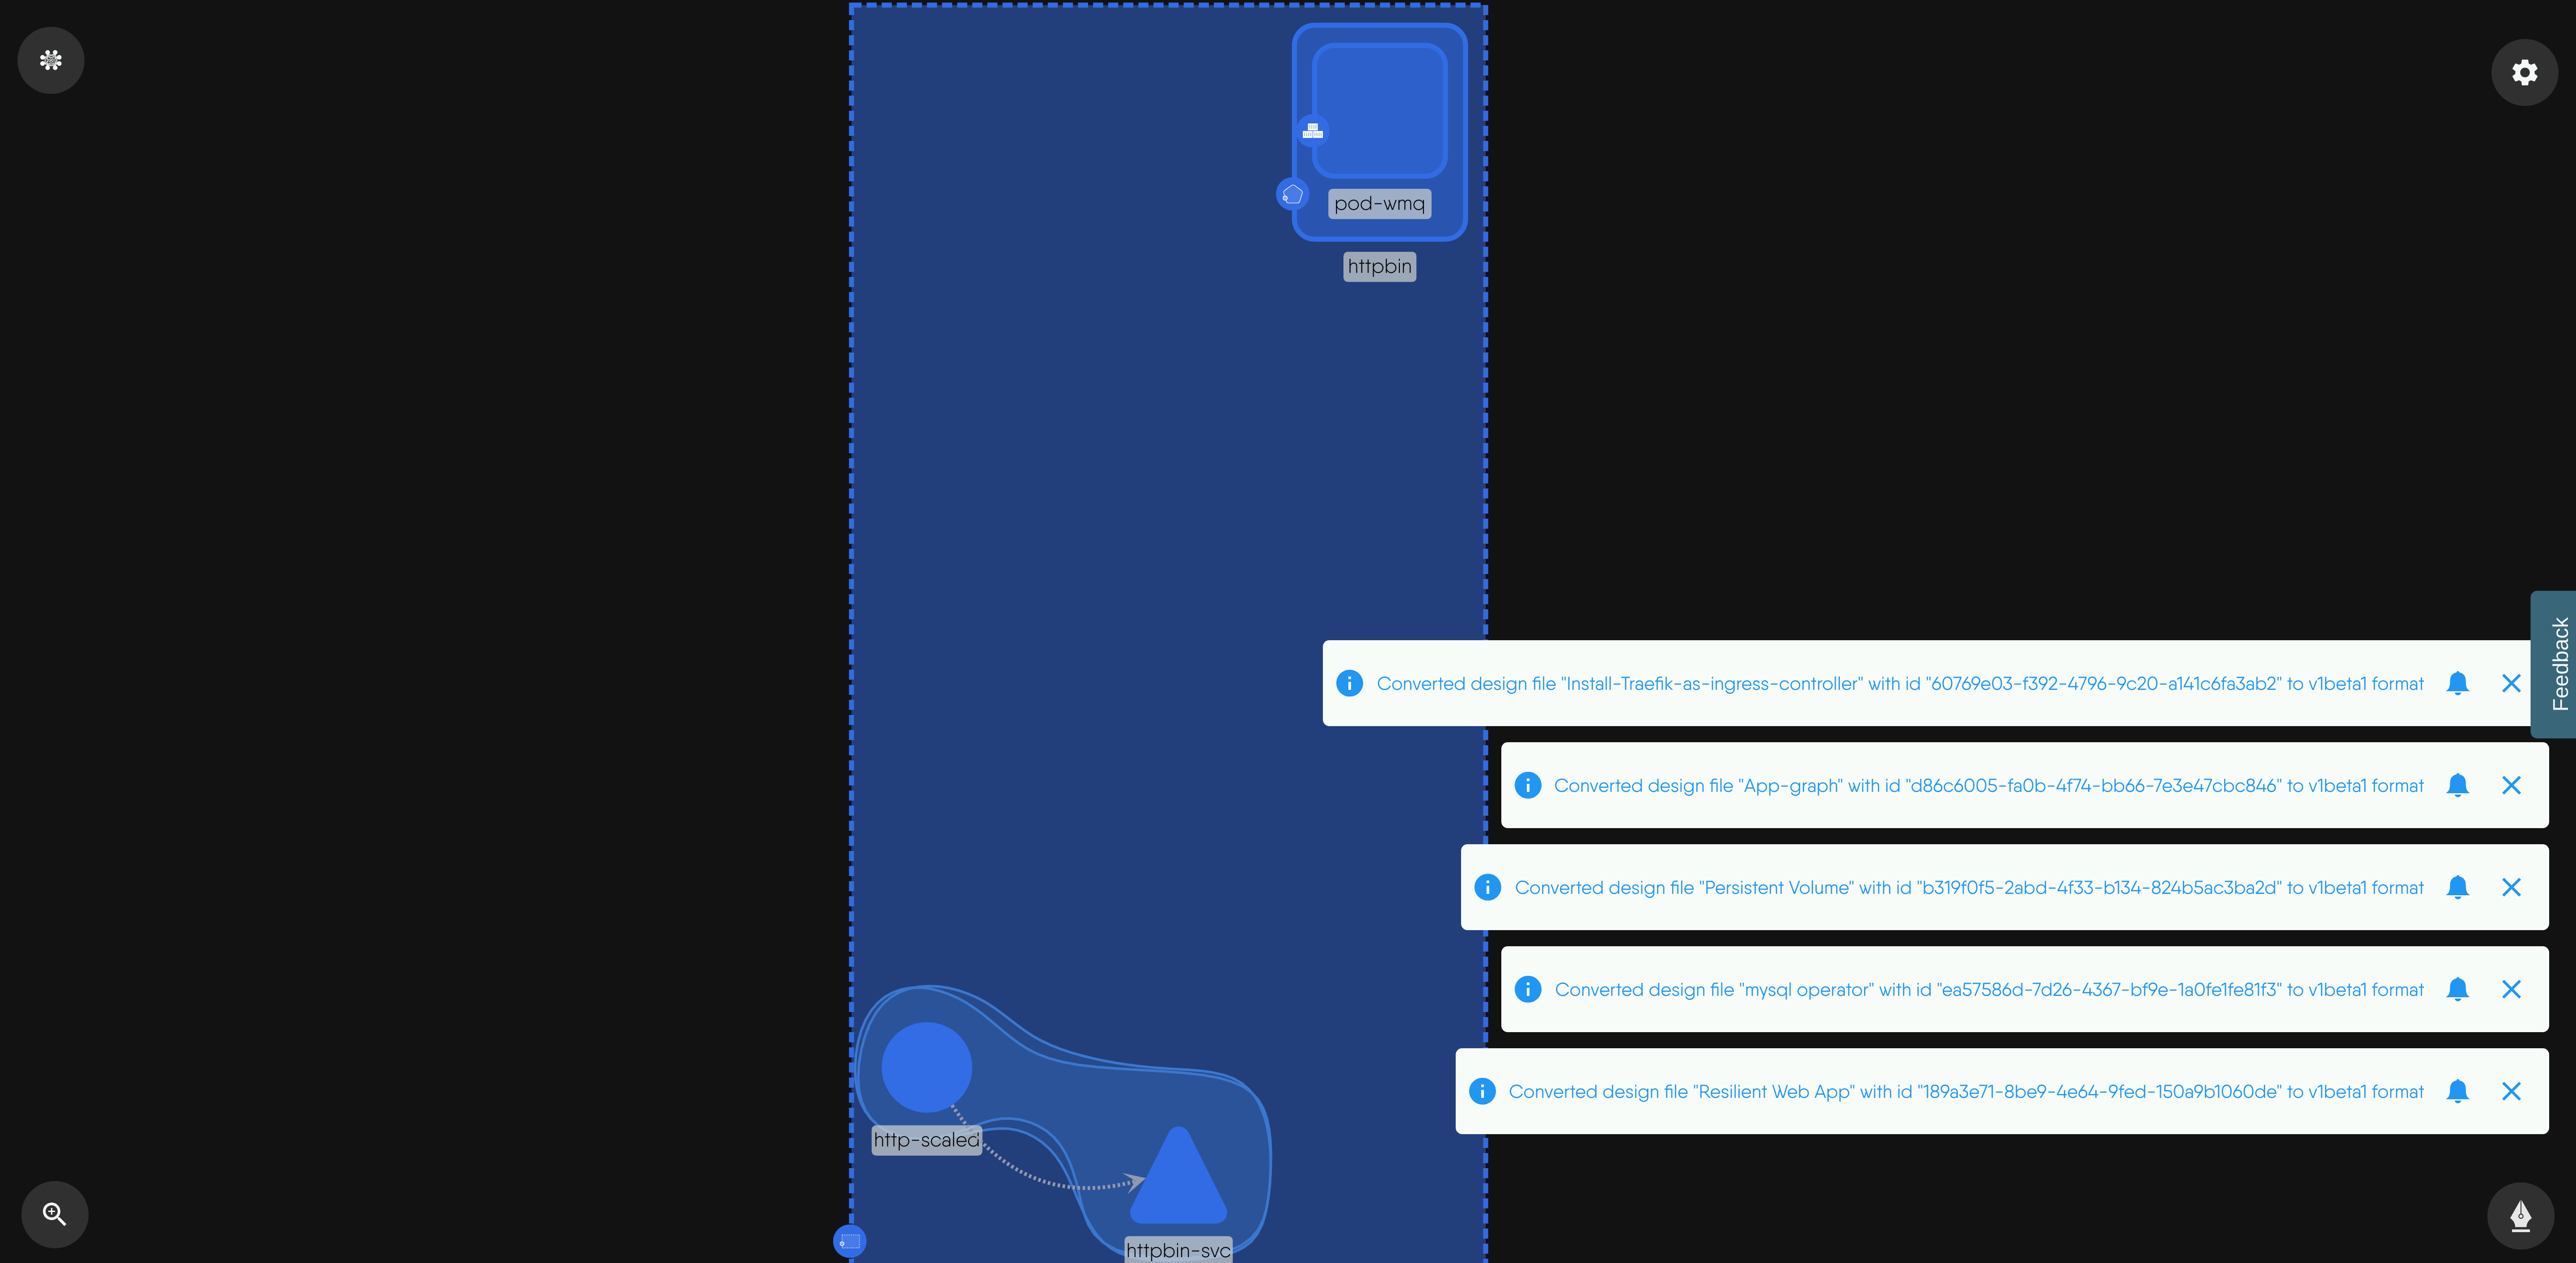 pod-wmq
httpbin
Feedback
Converted design file "Install-Traefik-as-ingress-controller" with id "60769e03-f392-4796-9c20-a141c6fa3ab2" to v1beta1 format
Converted design file "App-graph" with id "d86c6005-fa0b-4f74-bb66-7e3e47cbc846" to v1beta1 format
Converted design file "Persistent Volume" with id "b319f0f5-2abd-4f33-b134-824b5ac3ba2d" to v1beta1 format
Converted design file "mysql operator" with id "ea57586d-7d26-4367-bf9e-1a0fe1fe81f3" to v1beta1 format
Converted design file "Resilient Web App" with id "189a3e71-8be9-4e64-9fed-150a9b1060de" to v1beta1 format
http-scaled
httpbin-svc